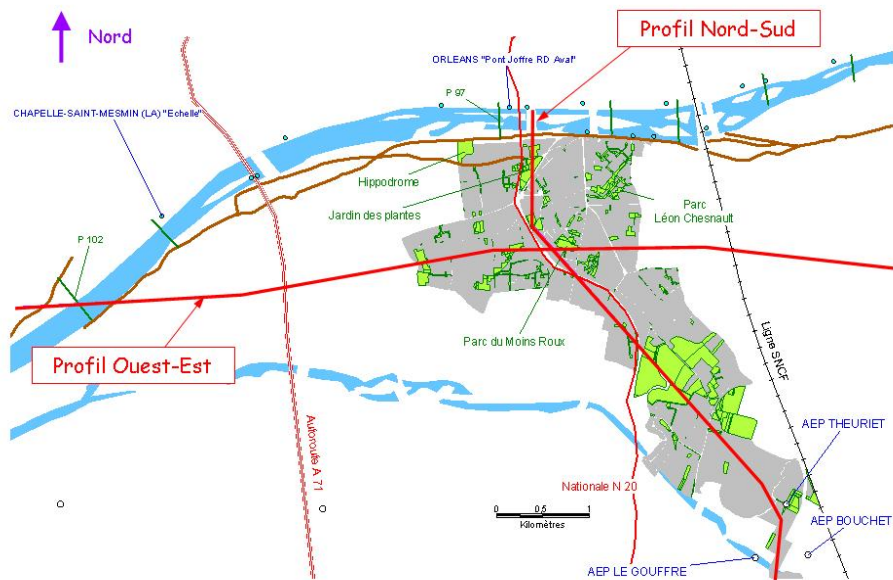 Nord
Profil Nord-Sud
ORLEANS "Pont Joffre RD Aval"
P 97
CHAPELLE-SAINT-MESMIN (LA) "Echelle"
Hippodrome
Jardin des plantes
Parc
Léon Chesnault
P 102
Parc du Moins Roux
Profil Ouest-Est
Ligne SNCF
Autoroute A 71
AEP THEURIET
Nationale N 20
0 0,5 1
Kilomètres
AEP BOUCHET
AEP LE GOUFFRE